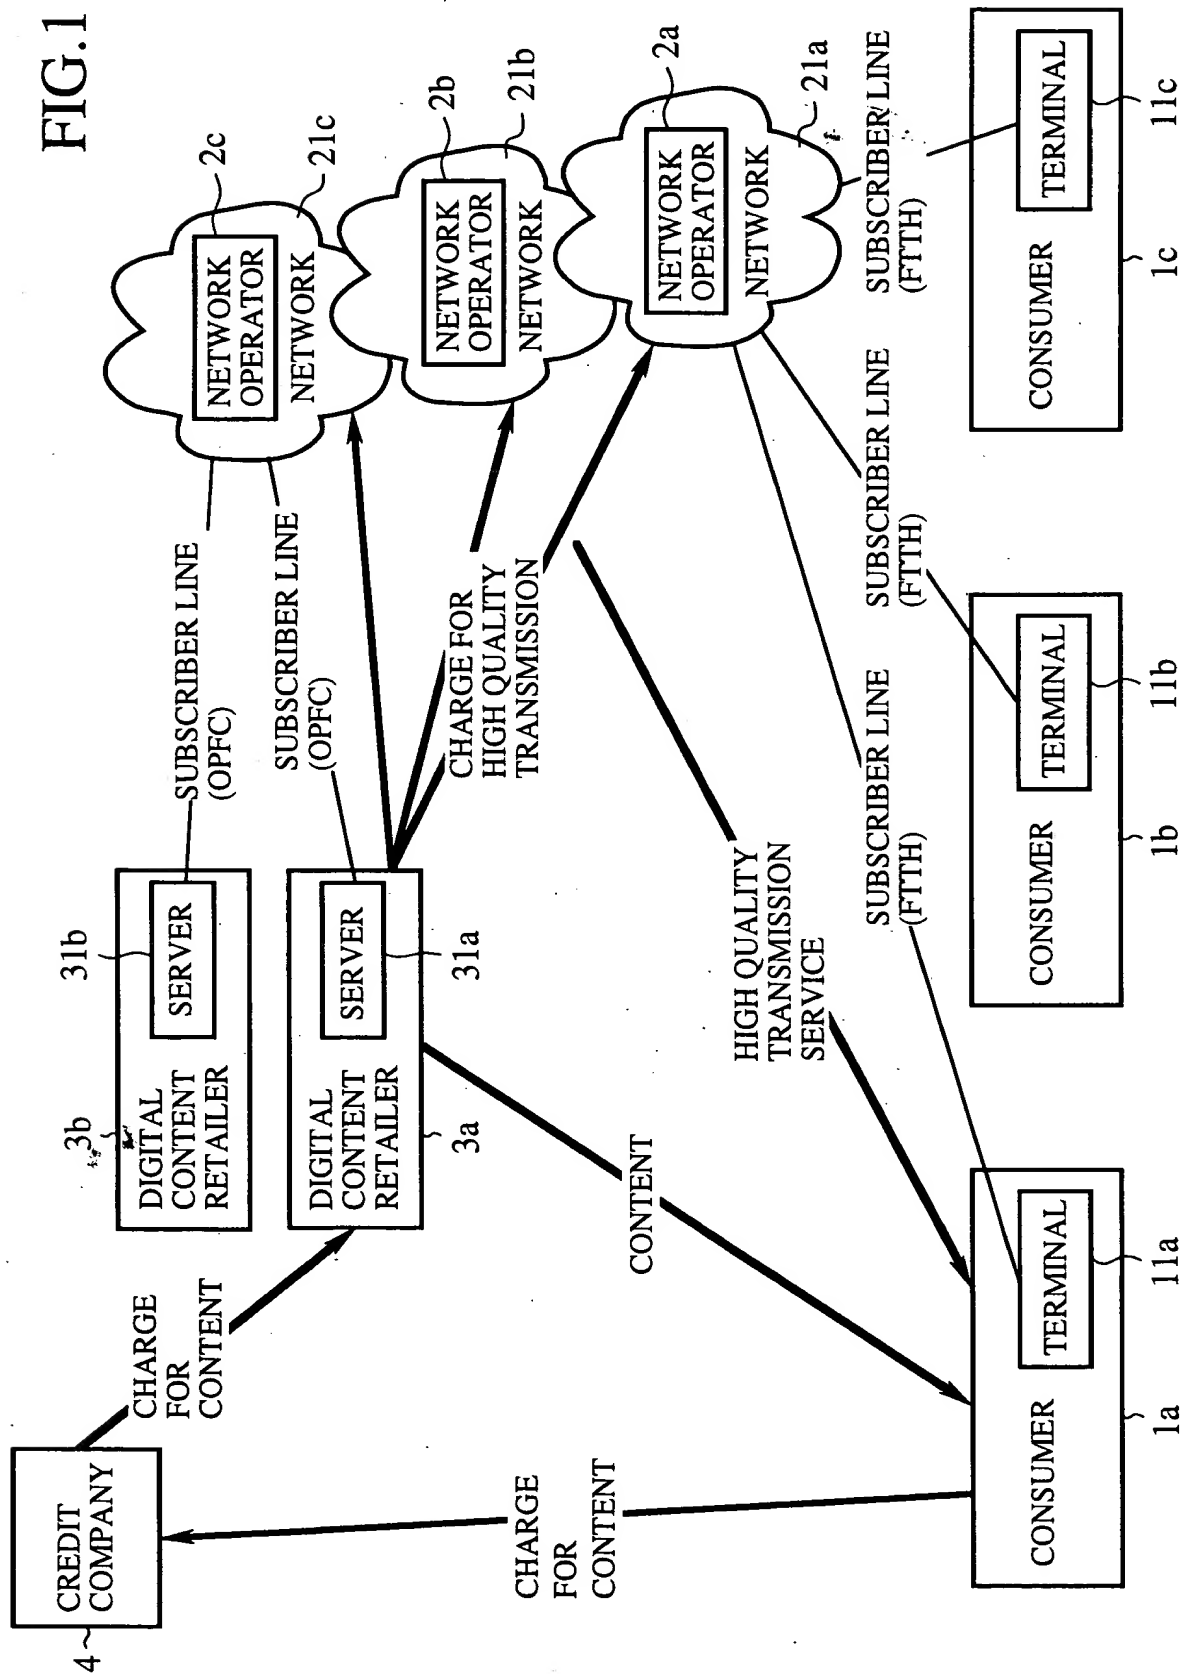 FIG.1
4
CREDIT
COMPANY
CHARGE
FOR
CONTENT
3b
31b
DIGITAL
CONTENT
RETAILER
SERVER
SUBSCRIBER LINE
(OPFC)
2c
NETWORK
OPERATOR
NETWORK
21c
DIGITAL
CONTENT
RETAILER
SERVER
3a
31a
SUBSCRIBER LINE
(OPFC)
2b
NETWORK
OPERATOR
NETWORK
21b
CHARGE FOR
HIGH QUALITY
TRANSMISSION
2a
NETWORK
OPERATOR
NETWORK
21a
CHARGE
FOR
CONTENT
CONTENT
HIGH QUALITY
TRANSMISSION
SERVICE
SUBSCRIBER LINE
(FTTH)
SUBSCRIBER LINE
(FTTH)
SUBSCRIBER LINE
(FTTH)
CONSUMER
TERMINAL
1a
11a
CONSUMER
TERMINAL
1b
11b
CONSUMER
TERMINAL
1c
11c